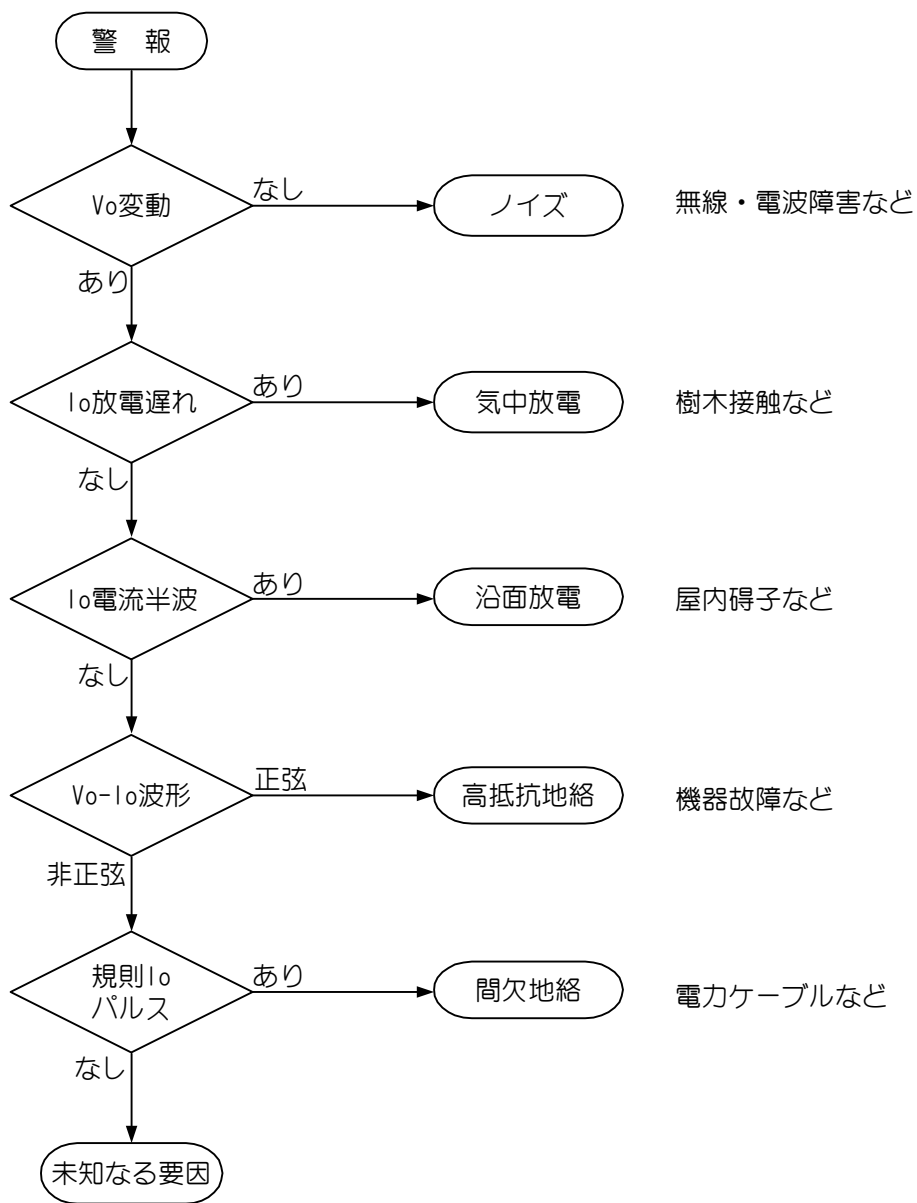 警 報
Vo変動
なし
ノイズ
無線・電波障害など
あり
Io放電遅れ
あり
気中放電
樹木接触など
なし
Io電流半波
あり
沿面放電
屋内碍子など
なし
Vo-Io波形
正弦
高抵抗地絡
機器故障など
非正弦
規則Io
パルス
あり
間欠地絡
電力ケーブルなど
なし
未知なる要因